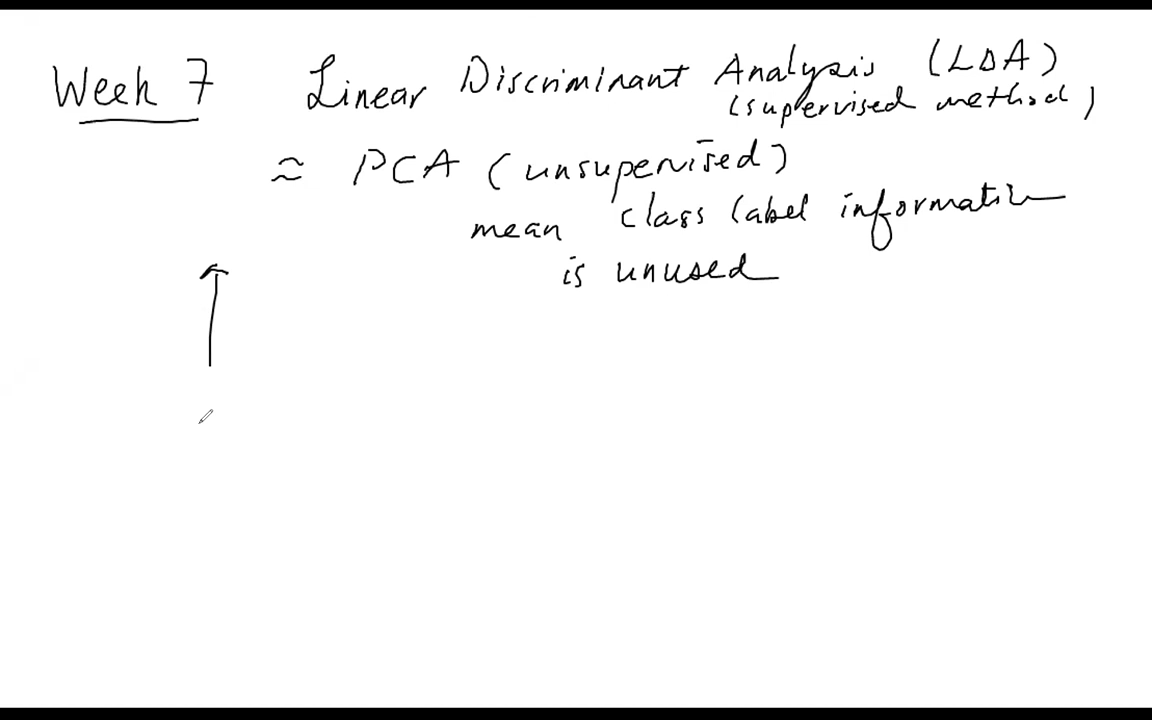 Week 7 Linear Discriminant Analysis (LDA)
(supervised method)
≈ PCA (unsupervised)
mean class label information
is unused